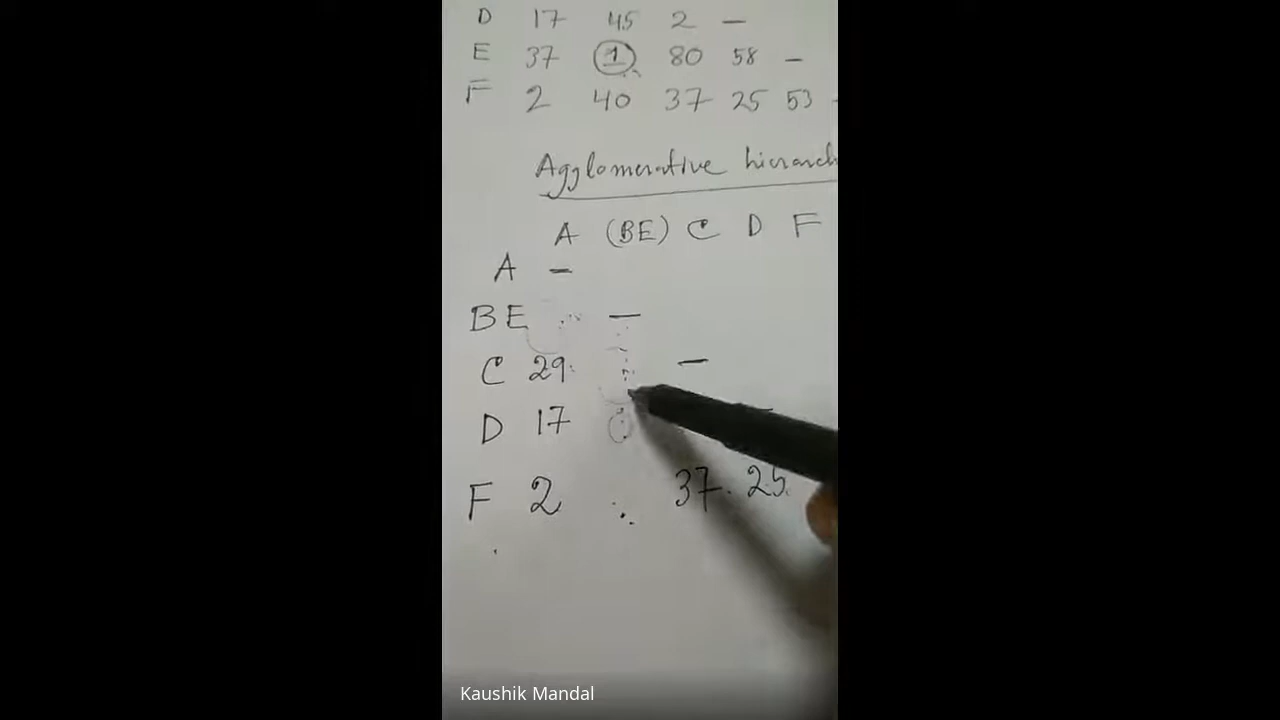 D 17 45 2 —
E 37 1 80 58 —
F 2 40 37 25 53
Agglomerative hierarch
A (BE) C D F
A —
BE —
C 29 —
D 17
F 2 37 25
Kaushik Mandal